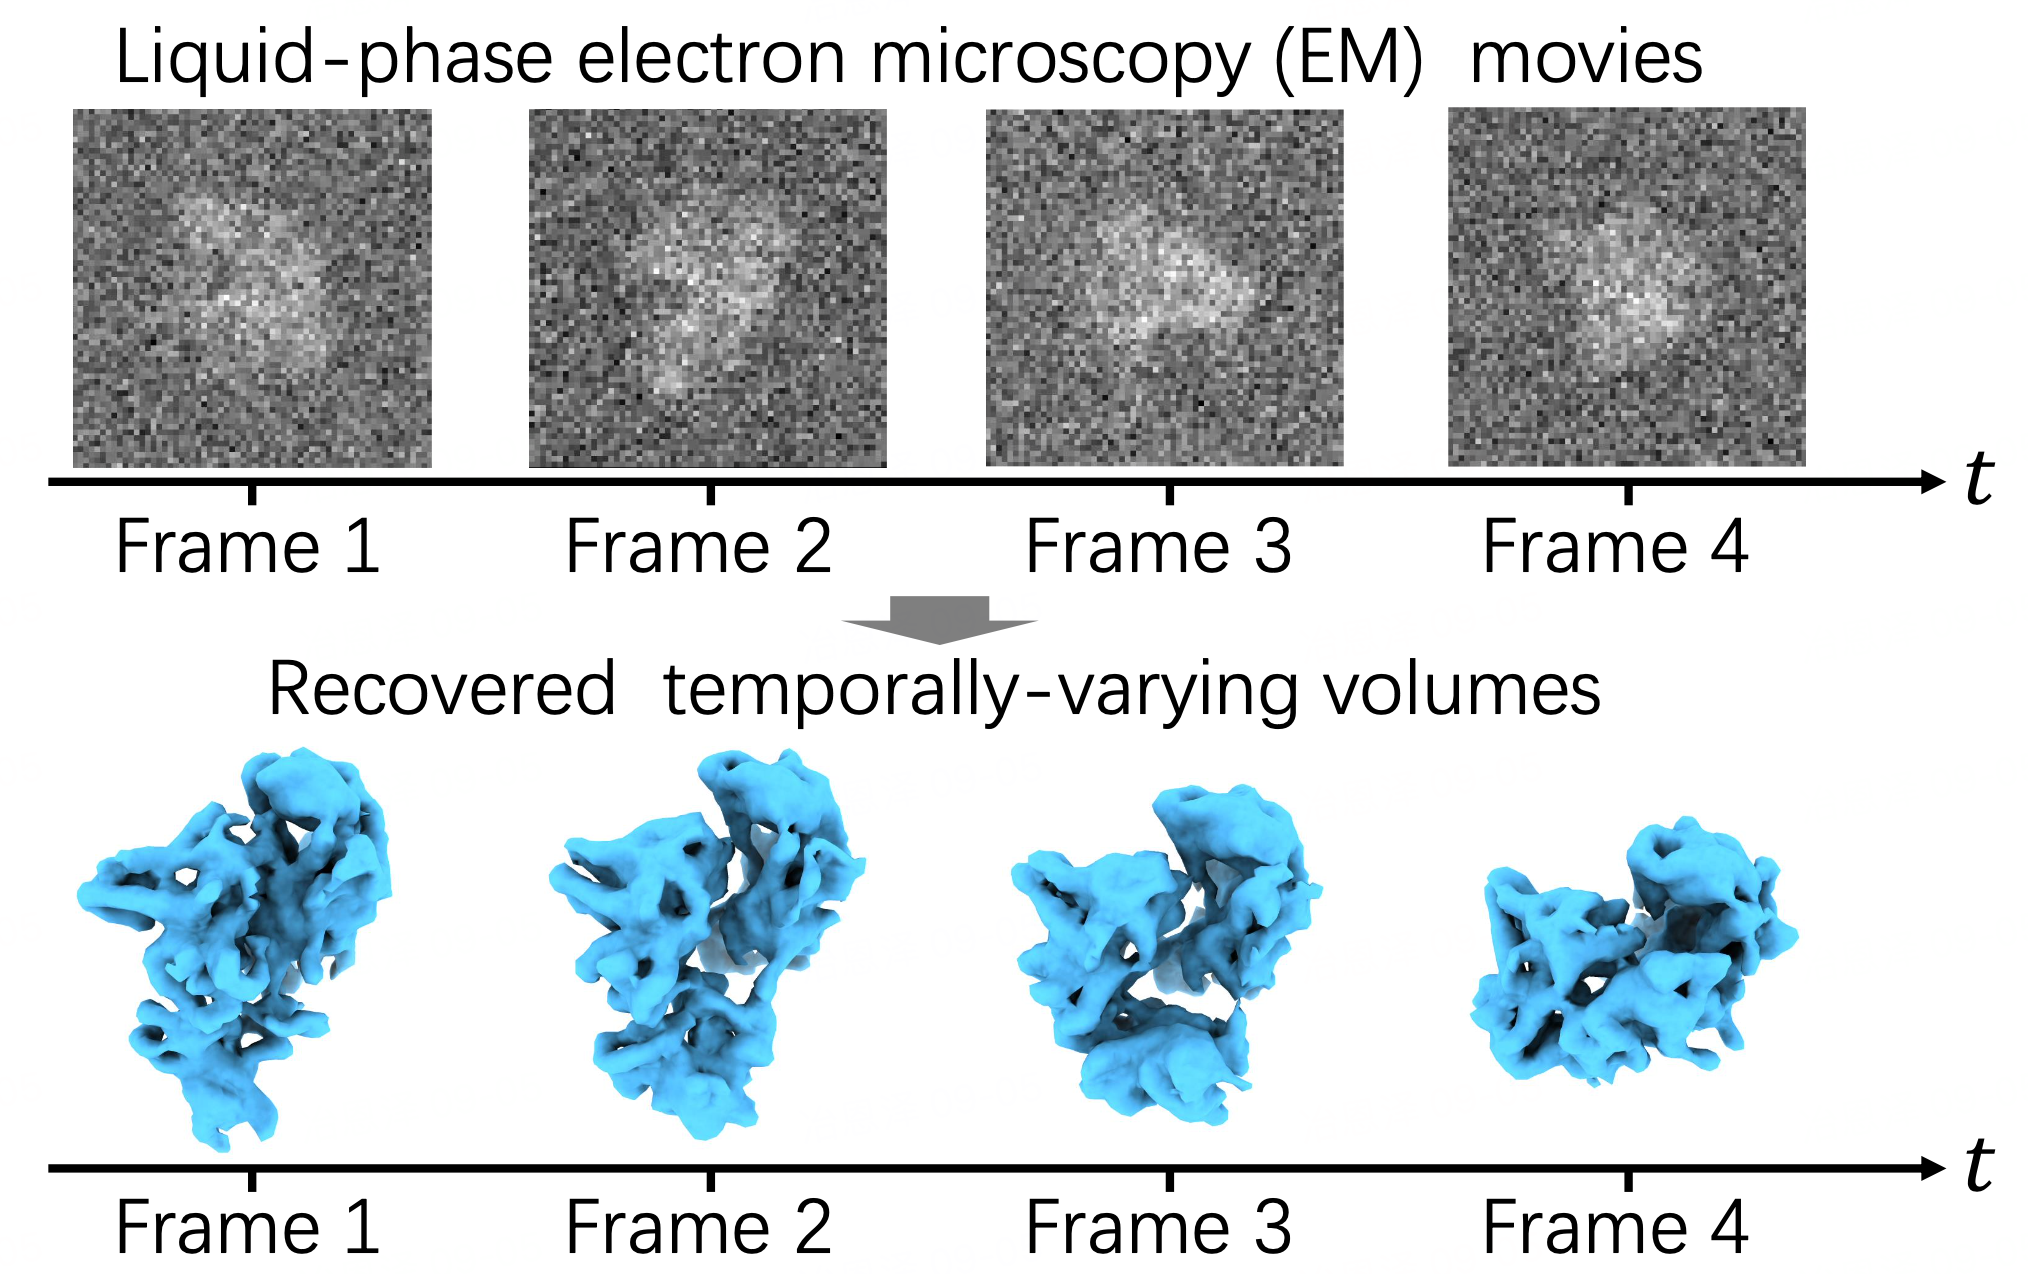 Liquid-phase electron microscopy (EM) movies
t
Frame 1 Frame 2 Frame 3 Frame 4
Recovered temporally-varying volumes
t
Frame 1 Frame 2 Frame 3 Frame 4